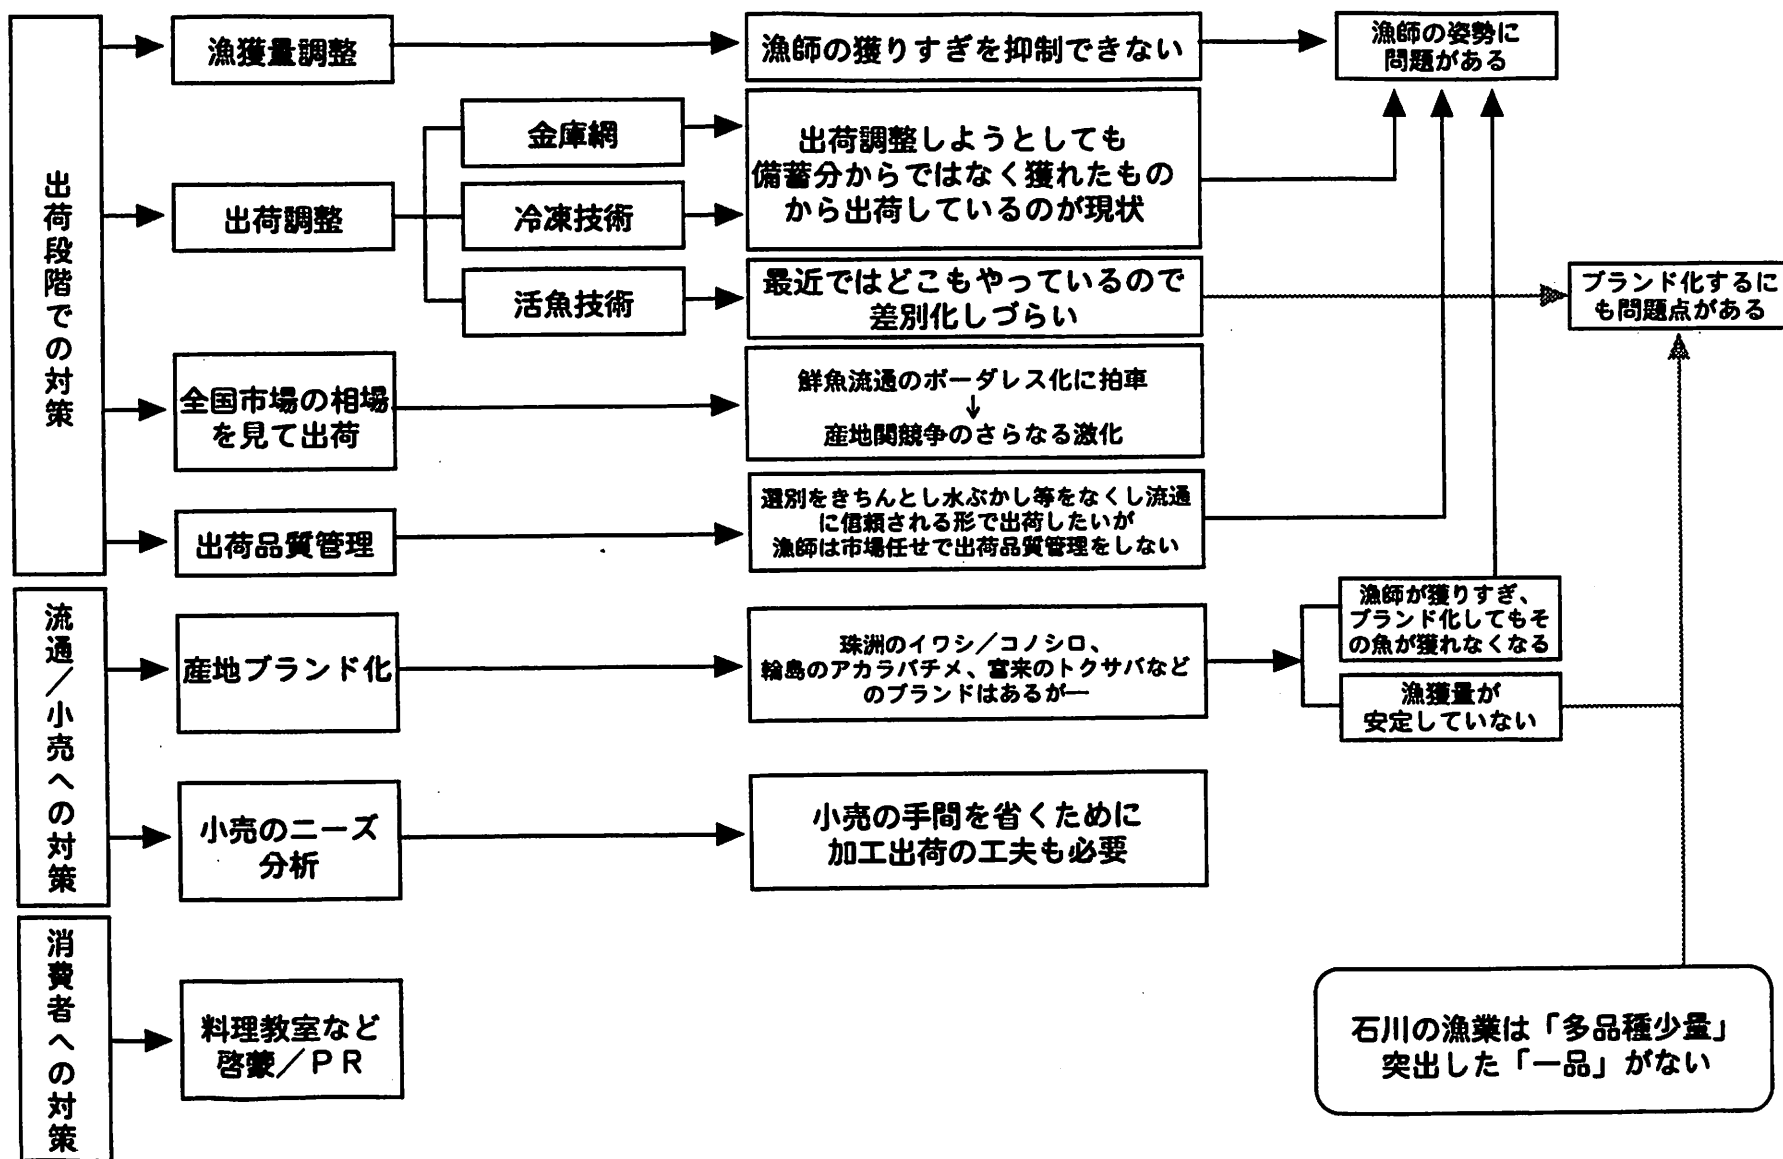 出荷段階での対策
漁獲量調整
漁師の獲りすぎを抑制できない
漁師の姿勢に
問題がある
出荷調整
金庫網
冷凍技術
出荷調整しようとしても
備蓄分からではなく獲れたもの
から出荷しているのが現状
活魚技術
最近ではどこもやっているので
差別化しづらい
ブランド化するに
も問題点がある
全国市場の相場
を見て出荷
鮮魚流通のボーダレス化に拍車
↓
産地関競争のさらなる激化
出荷品質管理
選別をきちんとし水ぶかし等をなくし流通
に信頼される形で出荷したいが
漁師は市場任せで出荷品質管理をしない
流通／小売への対策
産地ブランド化
珠洲のイワシ／コノシロ、
輪島のアカラバチメ、富来のトクサバなど
のブランドはあるが―
漁師が獲りすぎ、
ブランド化してもそ
の魚が獲れなくなる
漁獲量が
安定していない
小売のニーズ
分析
小売の手間を省くために
加工出荷の工夫も必要
消費者への対策
料理教室など
啓蒙／ＰＲ
石川の漁業は「多品種少量」
突出した「一品」がない